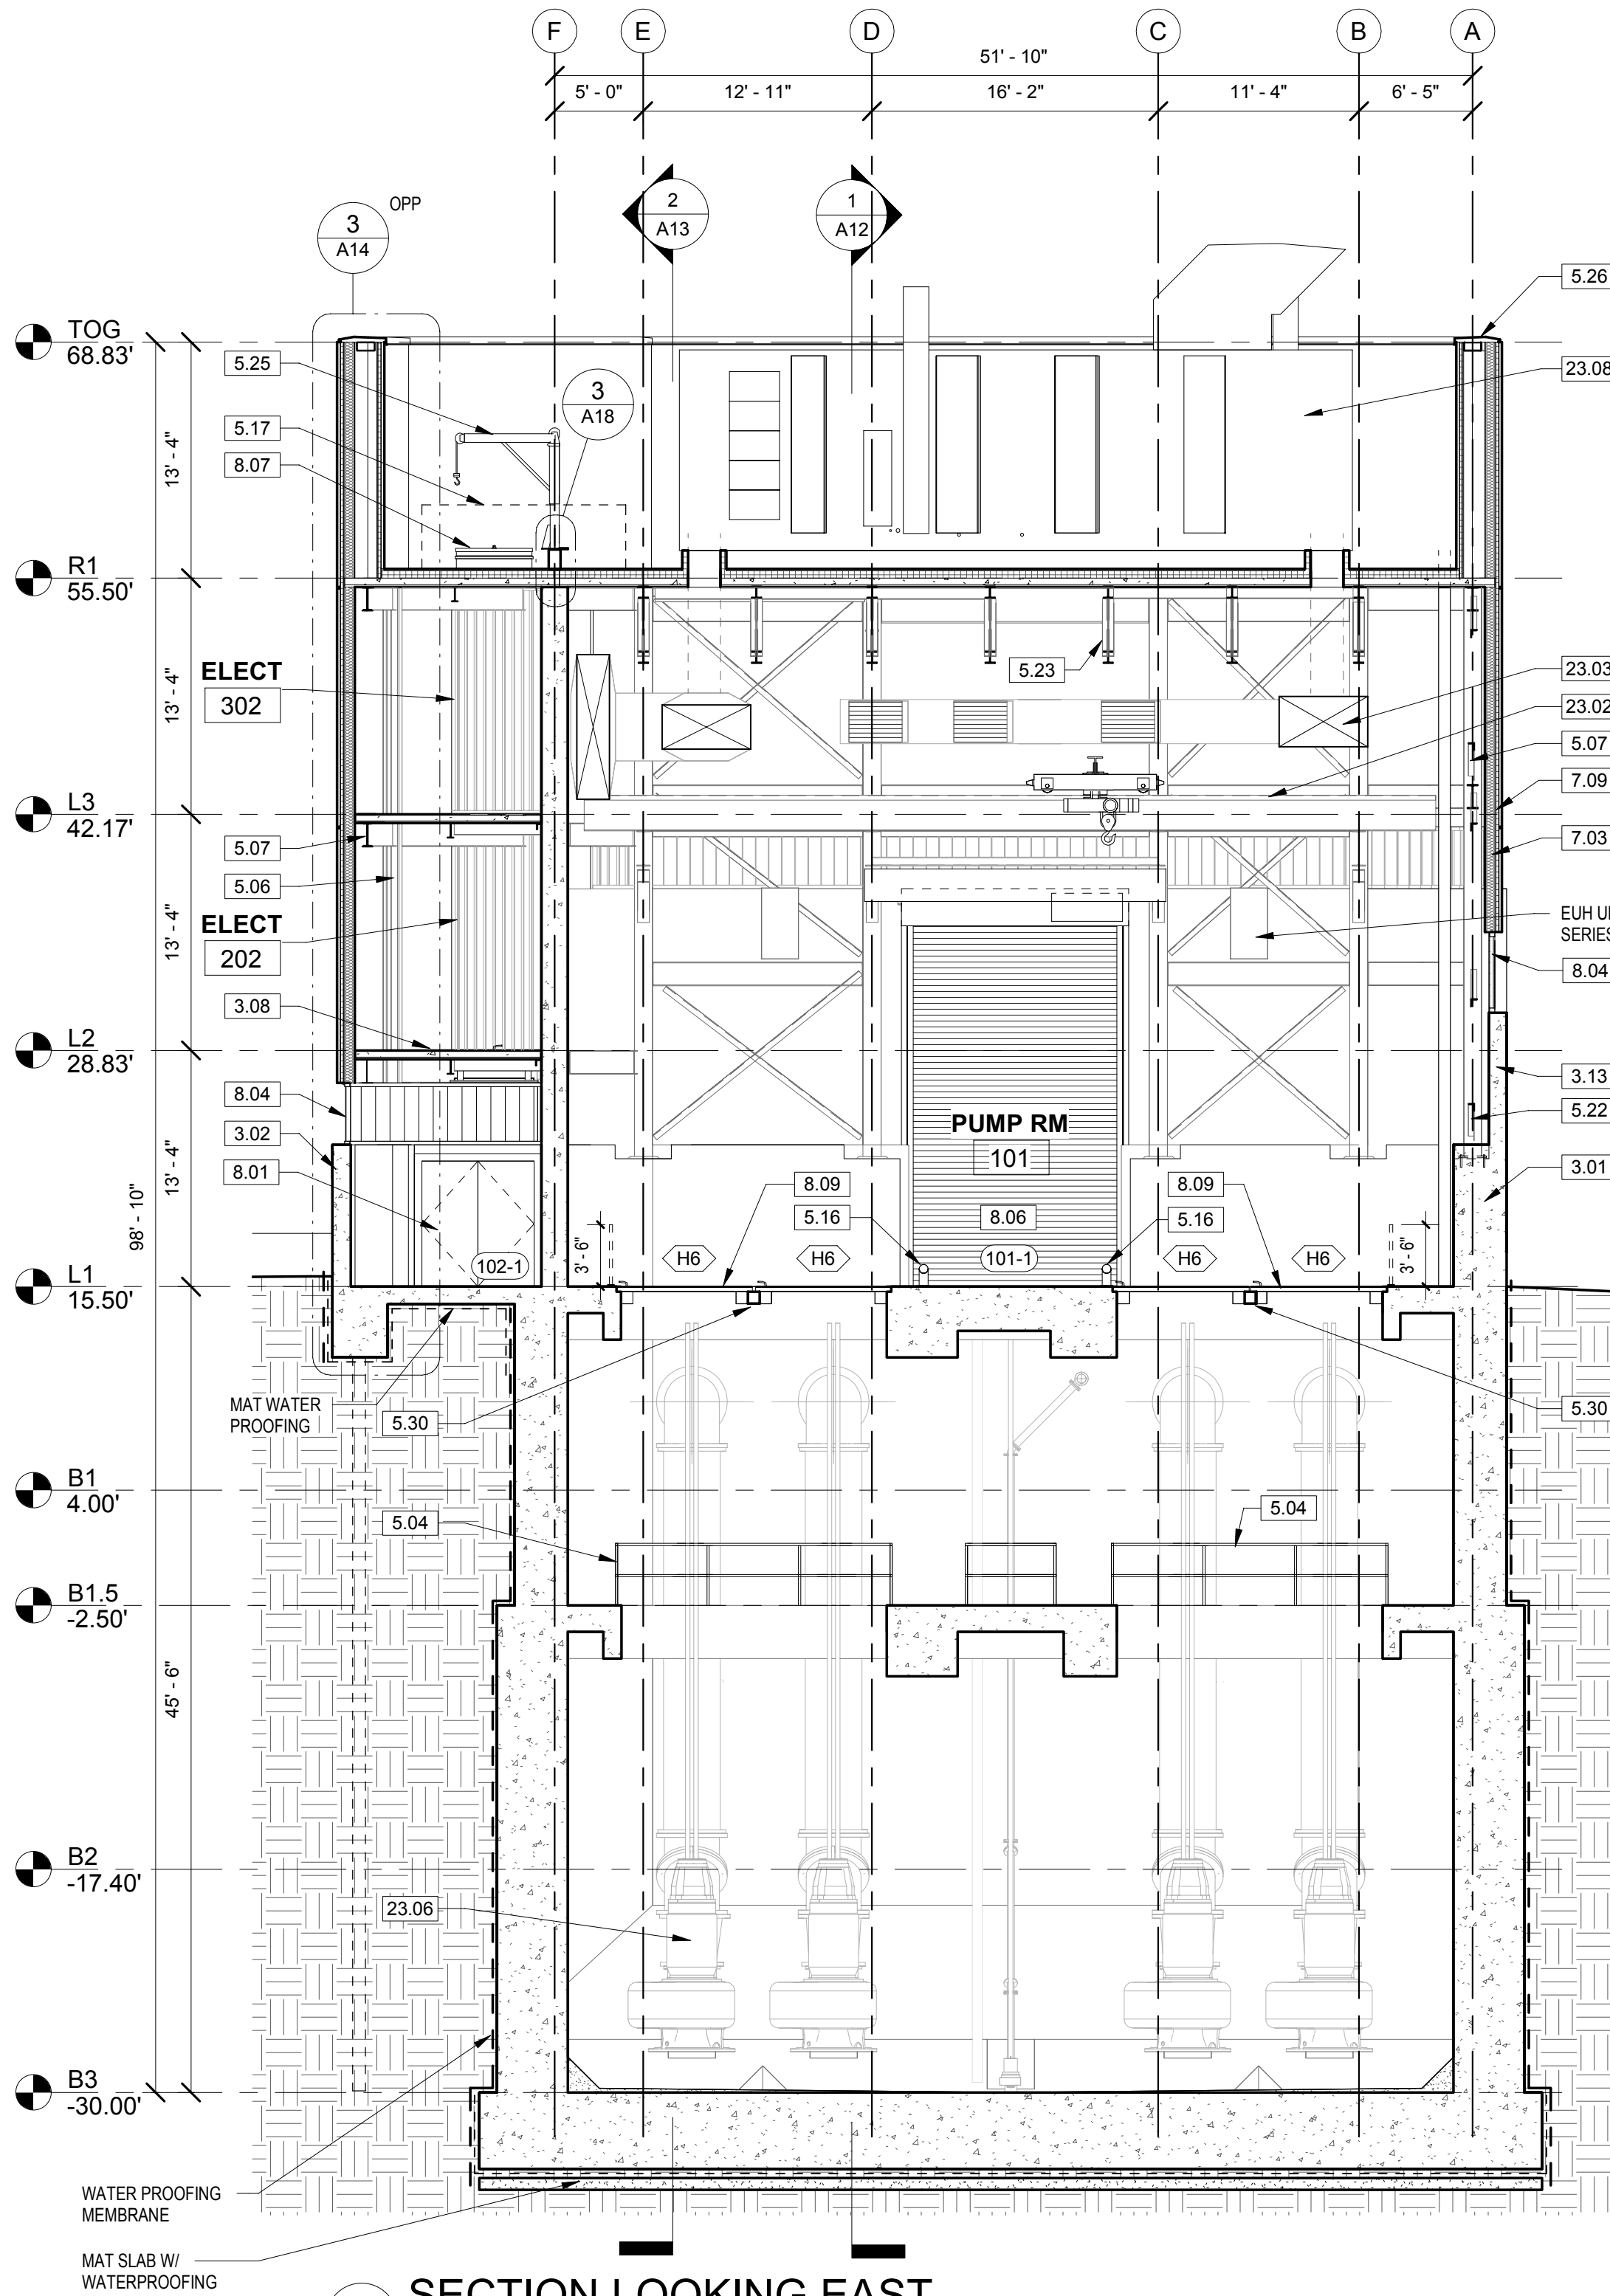 F
E
D
C
B
A
51' - 10"
5' - 0"
12' - 11"
16' - 2"
11' - 4"
6' - 5"
2
A13
1
A12
3
A14
OPP
5.26
TOG
68.83'
5.25
3
A18
23.08
5.17
8.07
13' - 4"
R1
55.50'
ELECT
302
5.23
23.03
23.02
13' - 4"
5.07
7.09
L3
42.17'
7.03
5.07
5.06
ELECT
202
13' - 4"
EUH
SERIES
8.04
3.08
L2
28.83'
3.13
8.04
5.22
3.02
PUMP RM
101
8.01
13' - 4"
3.01
98' - 10"
8.09
8.09
5.16
8.06
5.16
3' - 6"
H6
H6
101-1
H6
H6
3' - 6"
102-1
L1
15.50'
MAT WATER
PROOFING
5.30
5.30
B1
4.00'
5.04
5.04
B1.5
-2.50'
45' - 6"
B2
-17.40'
23.06
B3
-30.00'
WATER PROOFING
MEMBRANE
MAT SLAB W/
WATERPROOFING
SECTION LOOKING EAST